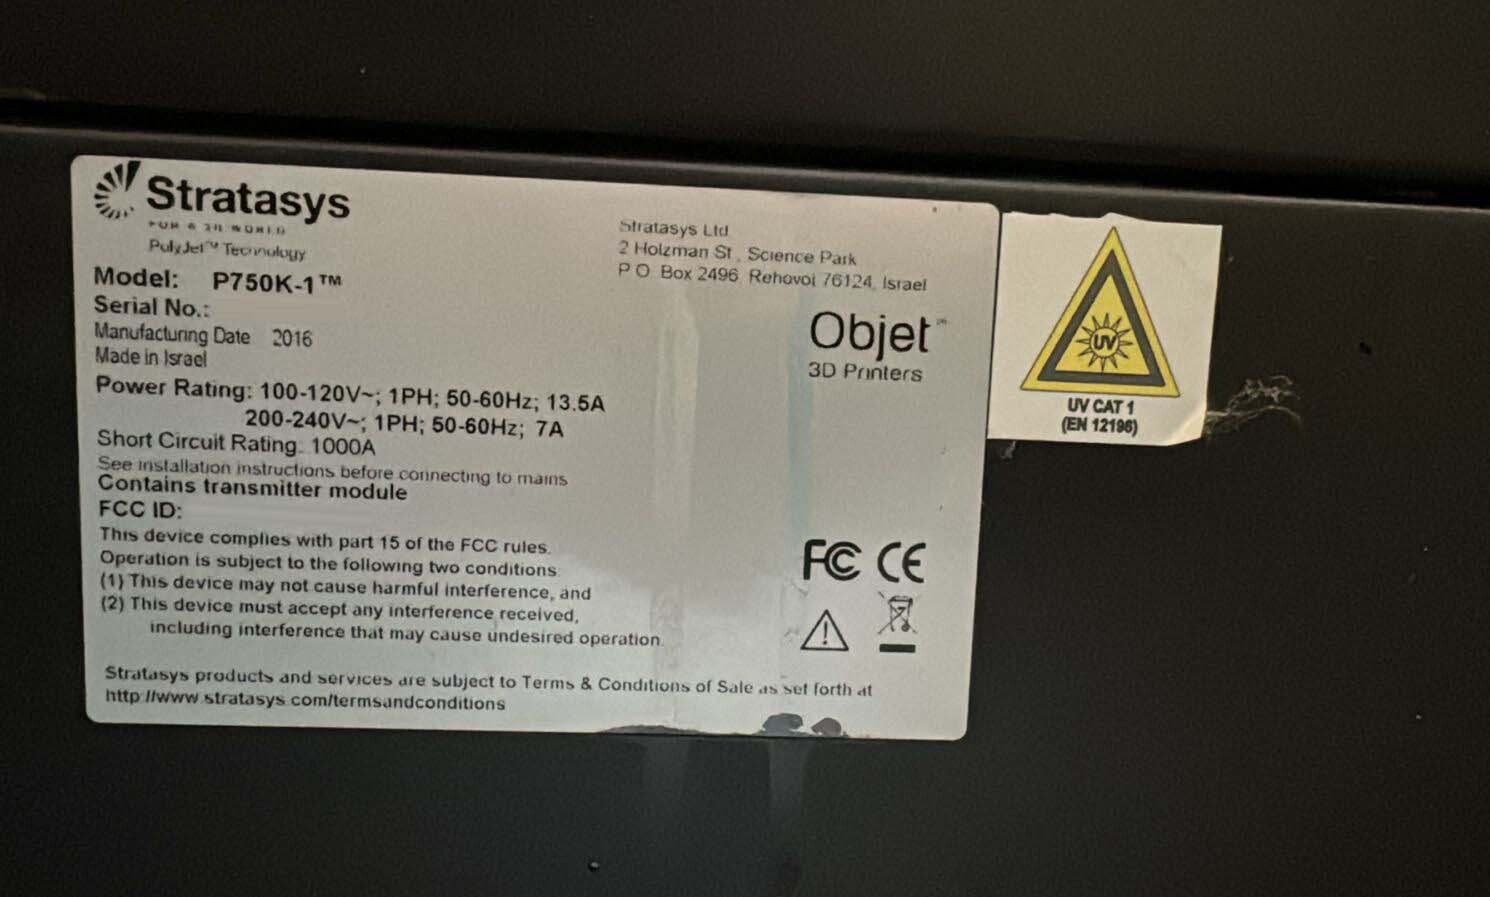 Stratasys
FOR A 3D WORLD
PolyJet™ Technology
Model: P750K-1™
Serial No.:
Manufacturing Date 2016
Made in Israel
Power Rating: 100-120V~; 1PH; 50-60Hz; 13.5A
200-240V~; 1PH; 50-60Hz; 7A
Short Circuit Rating: 1000A
See installation instructions before connecting to mains
Contains transmitter module
FCC ID:
This device complies with part 15 of the FCC rules.
Operation is subject to the following two conditions:
(1) This device may not cause harmful interference, and
(2) This device must accept any interference received,
including interference that may cause undesired operation.
Stratasys products and services are subject to Terms & Conditions of Sale as set forth at
http://www.stratasys.com/termsandconditions
Stratasys Ltd
2 Holzman St., Science Park
P.O. Box 2496, Rehovot 76124, Israel
Objet™
3D Printers
FC CE
UV
UV CAT 1
(EN 12198)